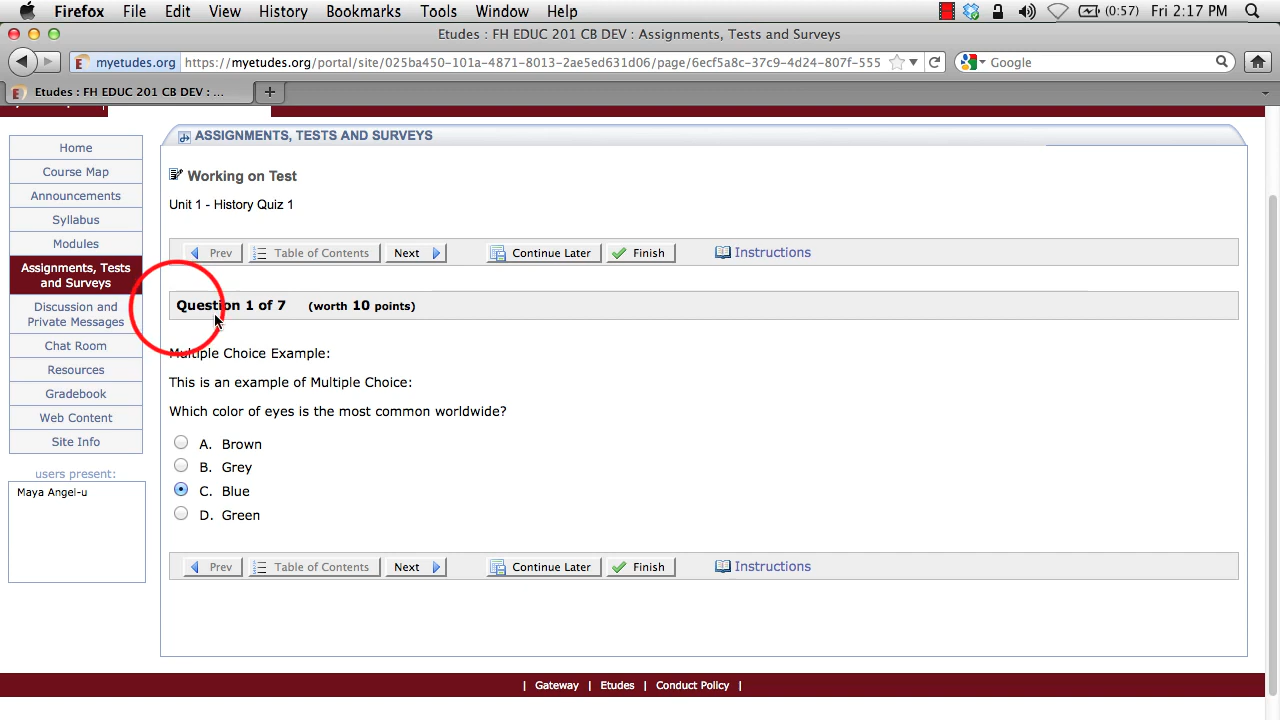 Firefox File Edit View History Bookmarks Tools Window Help (0:57) Fri 2:17 PM
Etudes : FH EDUC 201 CB DEV : Assignments, Tests and Surveys
myetudes.org https://myetudes.org/portal/site/025ba450-101a-4871-8013-2ae5ed631d06/page/665f5a8c-37c9-4d24-807f-555 Google
Etudes : FH EDUC 201 CB DEV : ...
ASSIGNMENTS, TESTS AND SURVEYS
Home
Course Map
Announcements
Syllabus
Modules
Assignments, Tests
and Surveys
Discussion and
Private Messages
Chat Room
Resources
Gradebook
Web Content
Site Info
users present:
Maya Angel-u
Working on Test
Unit 1 - History Quiz 1
Prev Table of Contents Next Continue Later Finish Instructions
Question 1 of 7 (worth 10 points)
Multiple Choice Example:
This is an example of Multiple Choice:
Which color of eyes is the most common worldwide?
A. Brown
B. Grey
C. Blue
D. Green
Prev Table of Contents Next Continue Later Finish Instructions
| Gateway | Etudes | Conduct Policy |